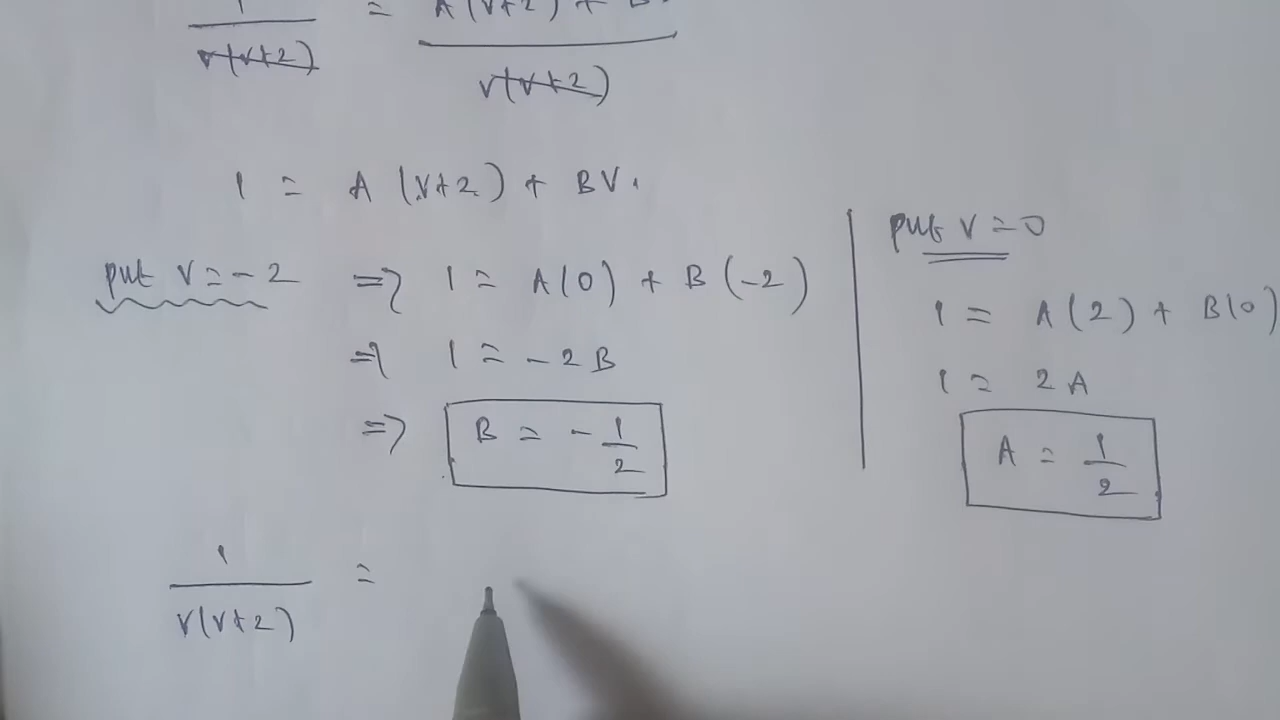 1/v(v+2) = A(v+2) + B/v(v+2)
1 = A (v+2) + BV.
put v = -2 => 1 = A(0) + B(-2)
=> 1 = -2B
=> B = -1/2
put v = 0
1 = A(2) + B(0)
1 = 2A
A = 1/2
1/v(v+2) =